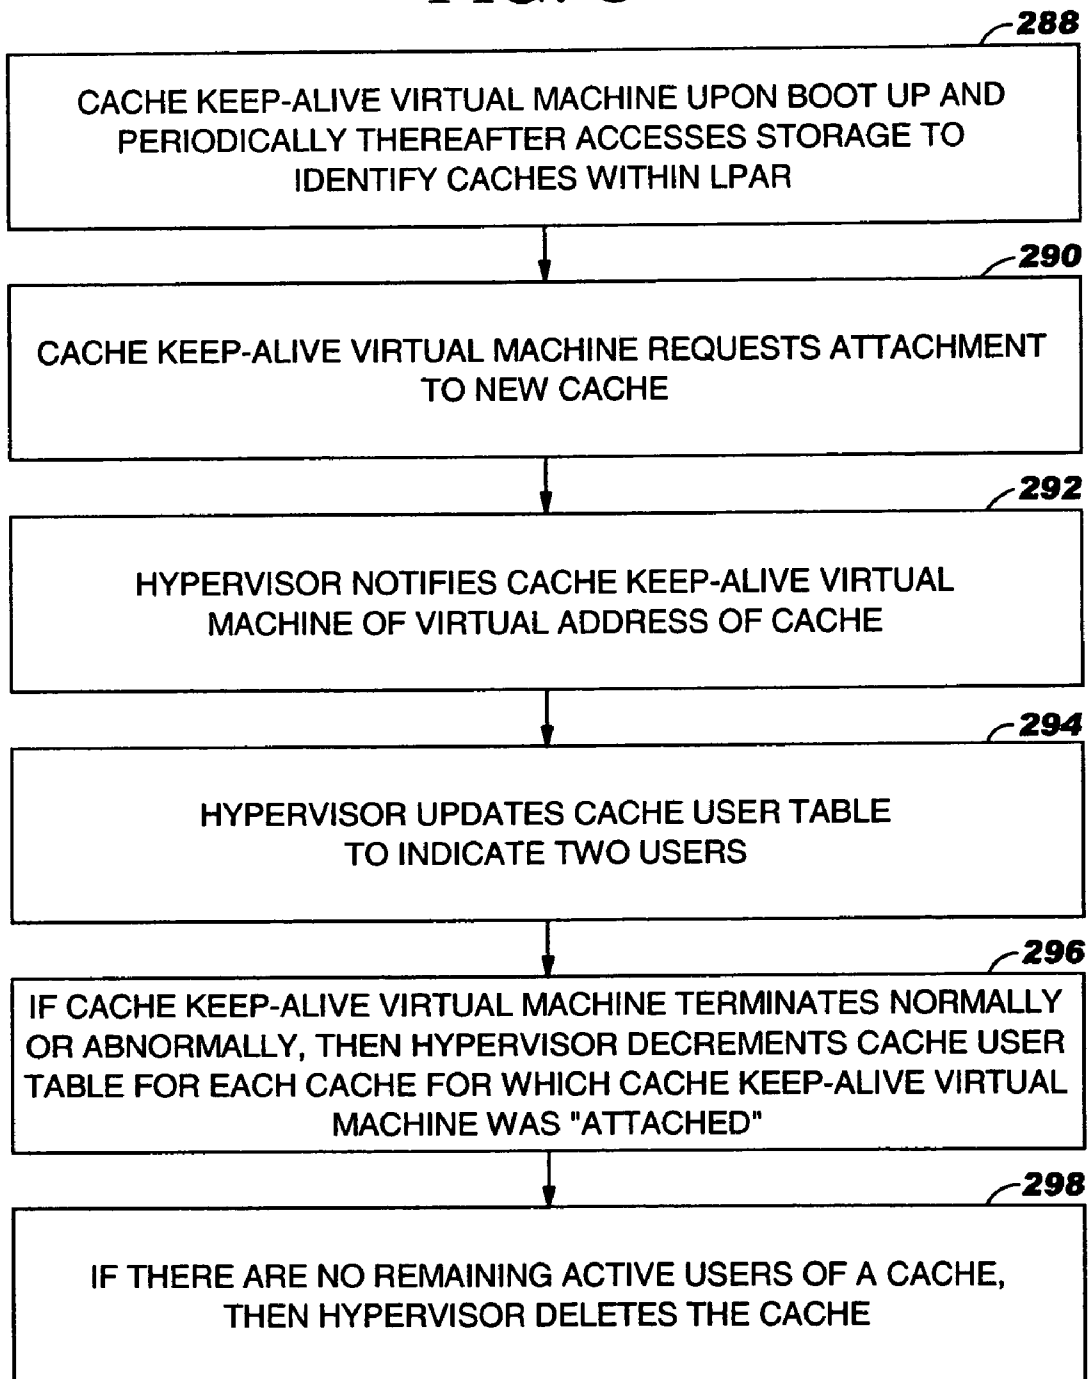 288
CACHE KEEP-ALIVE VIRTUAL MACHINE UPON BOOT UP AND
PERIODICALLY THEREAFTER ACCESSES STORAGE TO
IDENTIFY CACHES WITHIN LPAR
290
CACHE KEEP-ALIVE VIRTUAL MACHINE REQUESTS ATTACHMENT
TO NEW CACHE
292
HYPERVISOR NOTIFIES CACHE KEEP-ALIVE VIRTUAL
MACHINE OF VIRTUAL ADDRESS OF CACHE
294
HYPERVISOR UPDATES CACHE USER TABLE
TO INDICATE TWO USERS
296
IF CACHE KEEP-ALIVE VIRTUAL MACHINE TERMINATES NORMALLY
OR ABNORMALLY, THEN HYPERVISOR DECREMENTS CACHE USER
TABLE FOR EACH CACHE FOR WHICH CACHE KEEP-ALIVE VIRTUAL
MACHINE WAS "ATTACHED"
298
IF THERE ARE NO REMAINING ACTIVE USERS OF A CACHE,
THEN HYPERVISOR DELETES THE CACHE